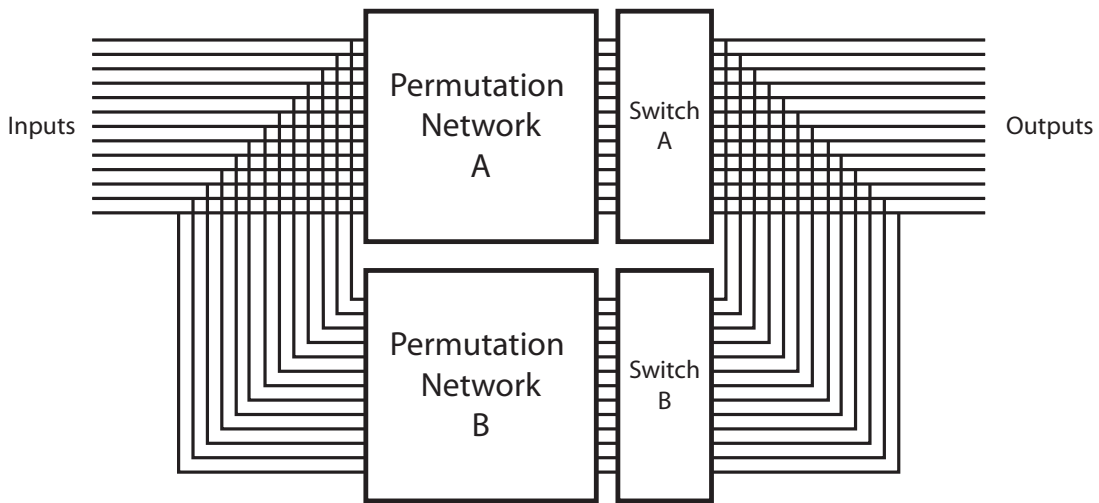 Inputs
Permutation
Network
A
Switch
A
Outputs
Permutation
Network
B
Switch
B